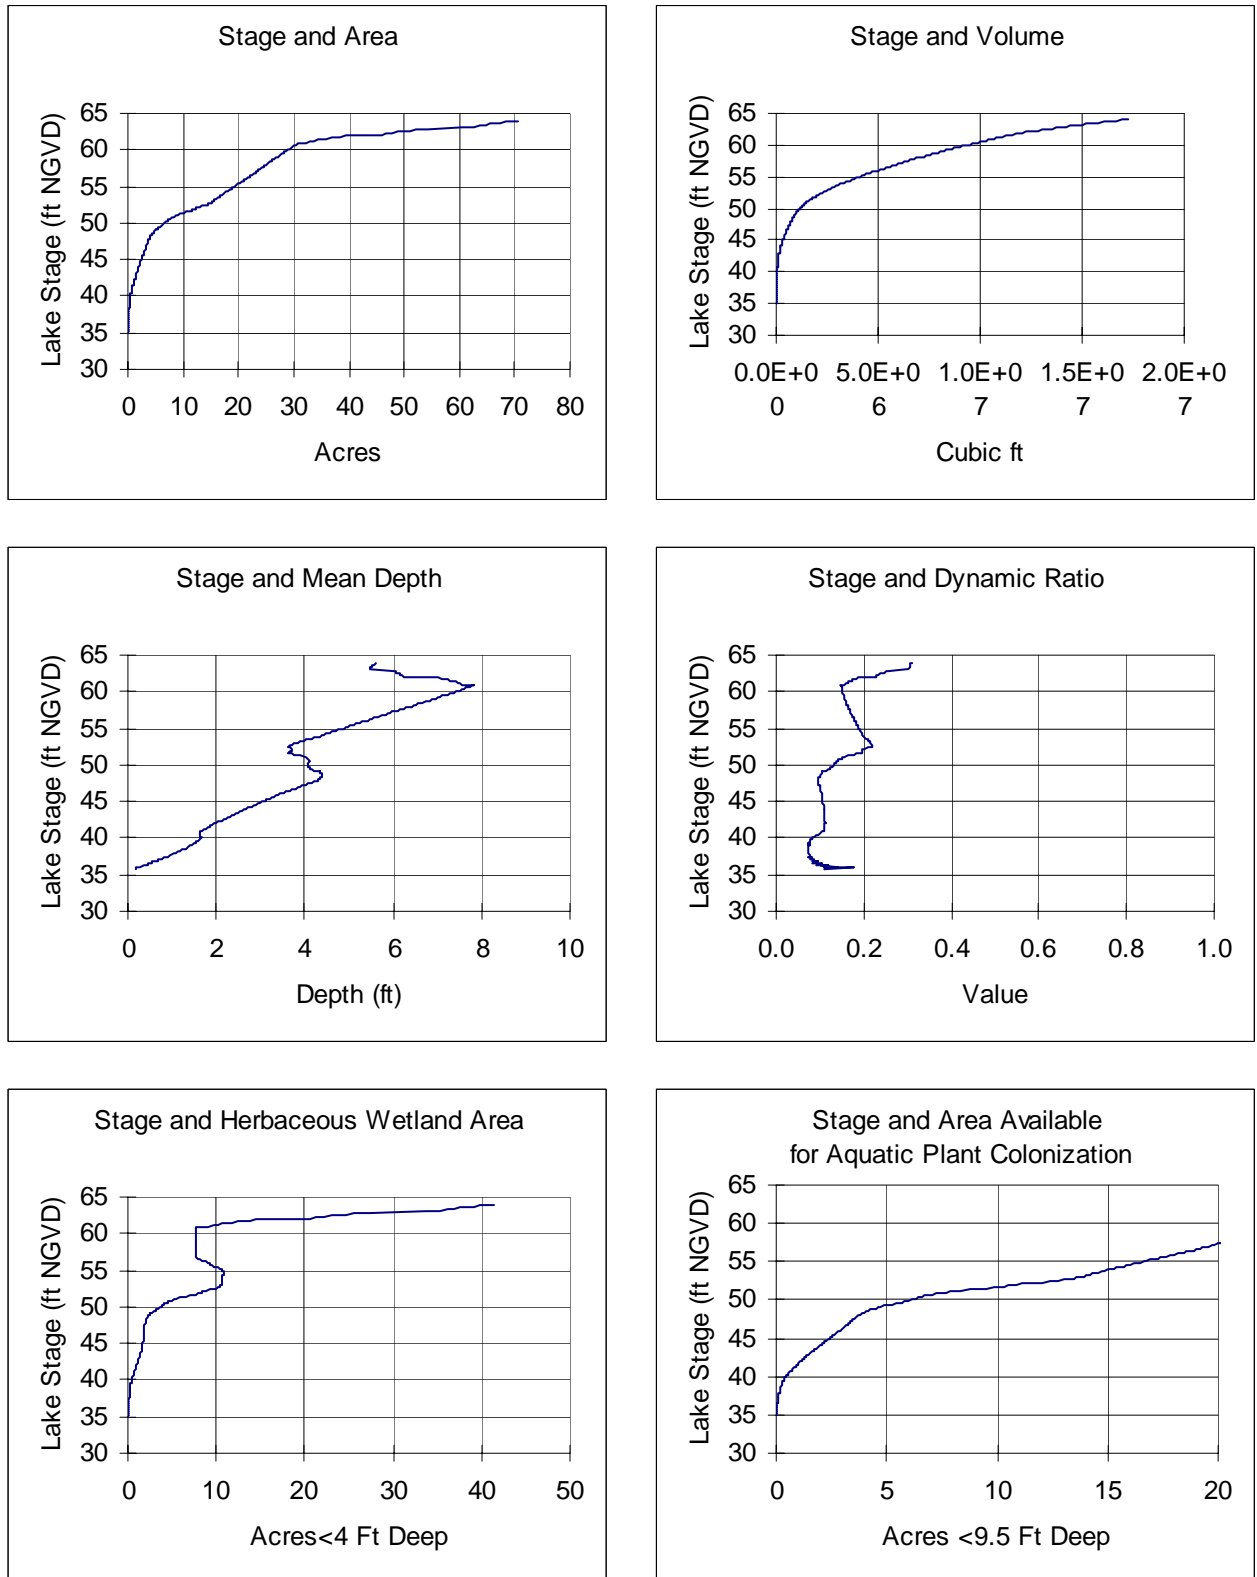 Stage and Area
Lake Stage (ft NGVD)
65
60
55
50
45
40
35
30
0 10 20 30 40 50 60 70 80
Acres
Stage and Volume
Lake Stage (ft NGVD)
65
60
55
50
45
40
35
30
0.0E+0 5.0E+0 1.0E+0 1.5E+0 2.0E+0
0 6 7 7 7
Cubic ft
Stage and Mean Depth
Lake Stage (ft NGVD)
65
60
55
50
45
40
35
30
0 2 4 6 8 10
Depth (ft)
Stage and Dynamic Ratio
Lake Stage (ft NGVD)
65
60
55
50
45
40
35
30
0.0 0.2 0.4 0.6 0.8 1.0
Value
Stage and Herbaceous Wetland Area
Lake Stage (ft NGVD)
65
60
55
50
45
40
35
30
0 10 20 30 40 50
Acres<4 Ft Deep
Stage and Area Available
for Aquatic Plant Colonization
Lake Stage (ft NGVD)
65
60
55
50
45
40
35
30
0 5 10 15 20
Acres <9.5 Ft Deep